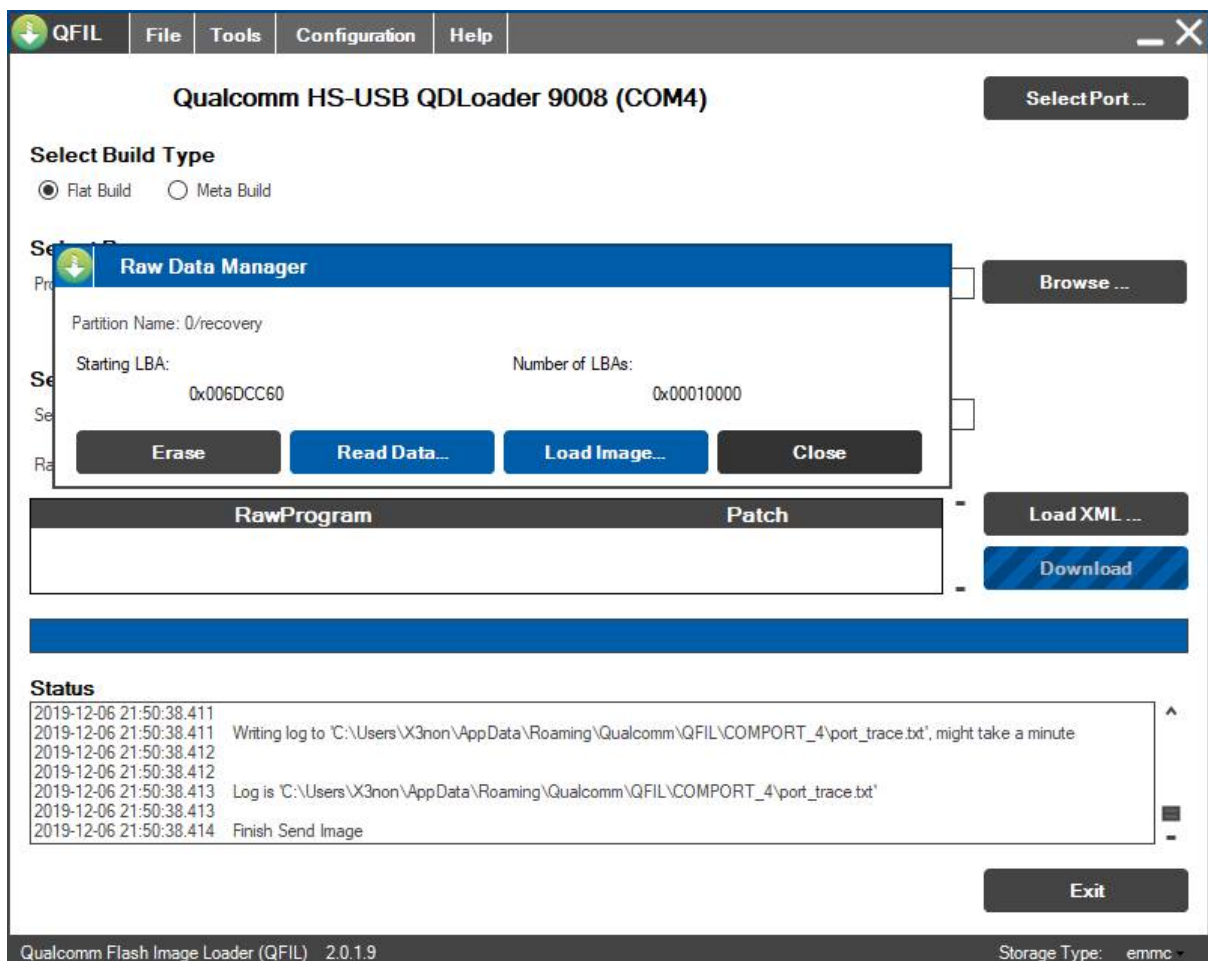 QFIL File Tools Configuration Help
Qualcomm HS-USB QDLoader 9008 (COM4)
Select Port ...
Select Build Type
Flat Build Meta Build
Browse ...
Raw Data Manager
Partition Name: 0/recovery
Starting LBA: Number of LBAs:
0x006DCC60 0x00010000
Erase Read Data... Load Image... Close
RawProgram Patch
Load XML ...
Download
Status
2019-12-06 21:50:38.411
2019-12-06 21:50:38.411 Writing log to 'C:\Users\X3non\AppData\Roaming\Qualcomm\QFIL\COMPORT_4\port_trace.txt', might take a minute
2019-12-06 21:50:38.412
2019-12-06 21:50:38.412
2019-12-06 21:50:38.413 Log is 'C:\Users\X3non\AppData\Roaming\Qualcomm\QFIL\COMPORT_4\port_trace.txt'
2019-12-06 21:50:38.413
2019-12-06 21:50:38.414 Finish Send Image
Exit
Qualcomm Flash Image Loader (QFIL) 2.0.1.9 Storage Type: emmc